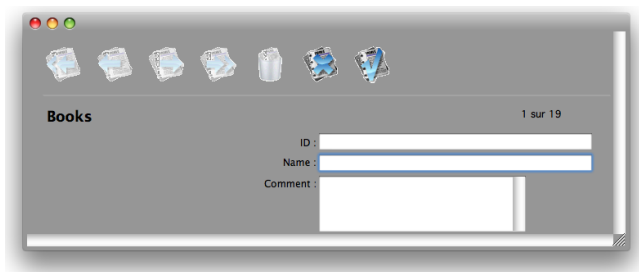 Books
1 sur 19
ID :
Name :
Comment :